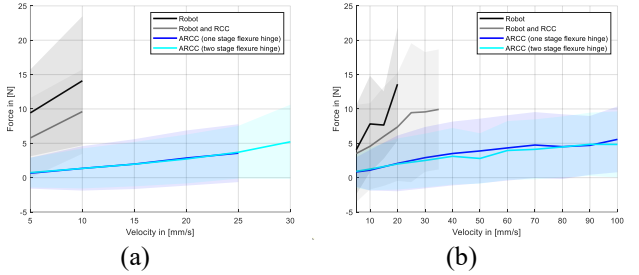 25
20
15
10
5
0
-5
Force in [N]
Robot
Robot and RCC
ARCC (one stage flexure hinge)
ARCC (two stage flexure hinge)
5 10 15 20 25 30
Velocity in [mm/s]
(a)
25
20
15
10
5
0
-5
Force in [N]
Robot
Robot and RCC
ARCC (one stage flexure hinge)
ARCC (two stage flexure hinge)
10 20 30 40 50 60 70 80 90 100
Velocity in [mm/s]
(b)